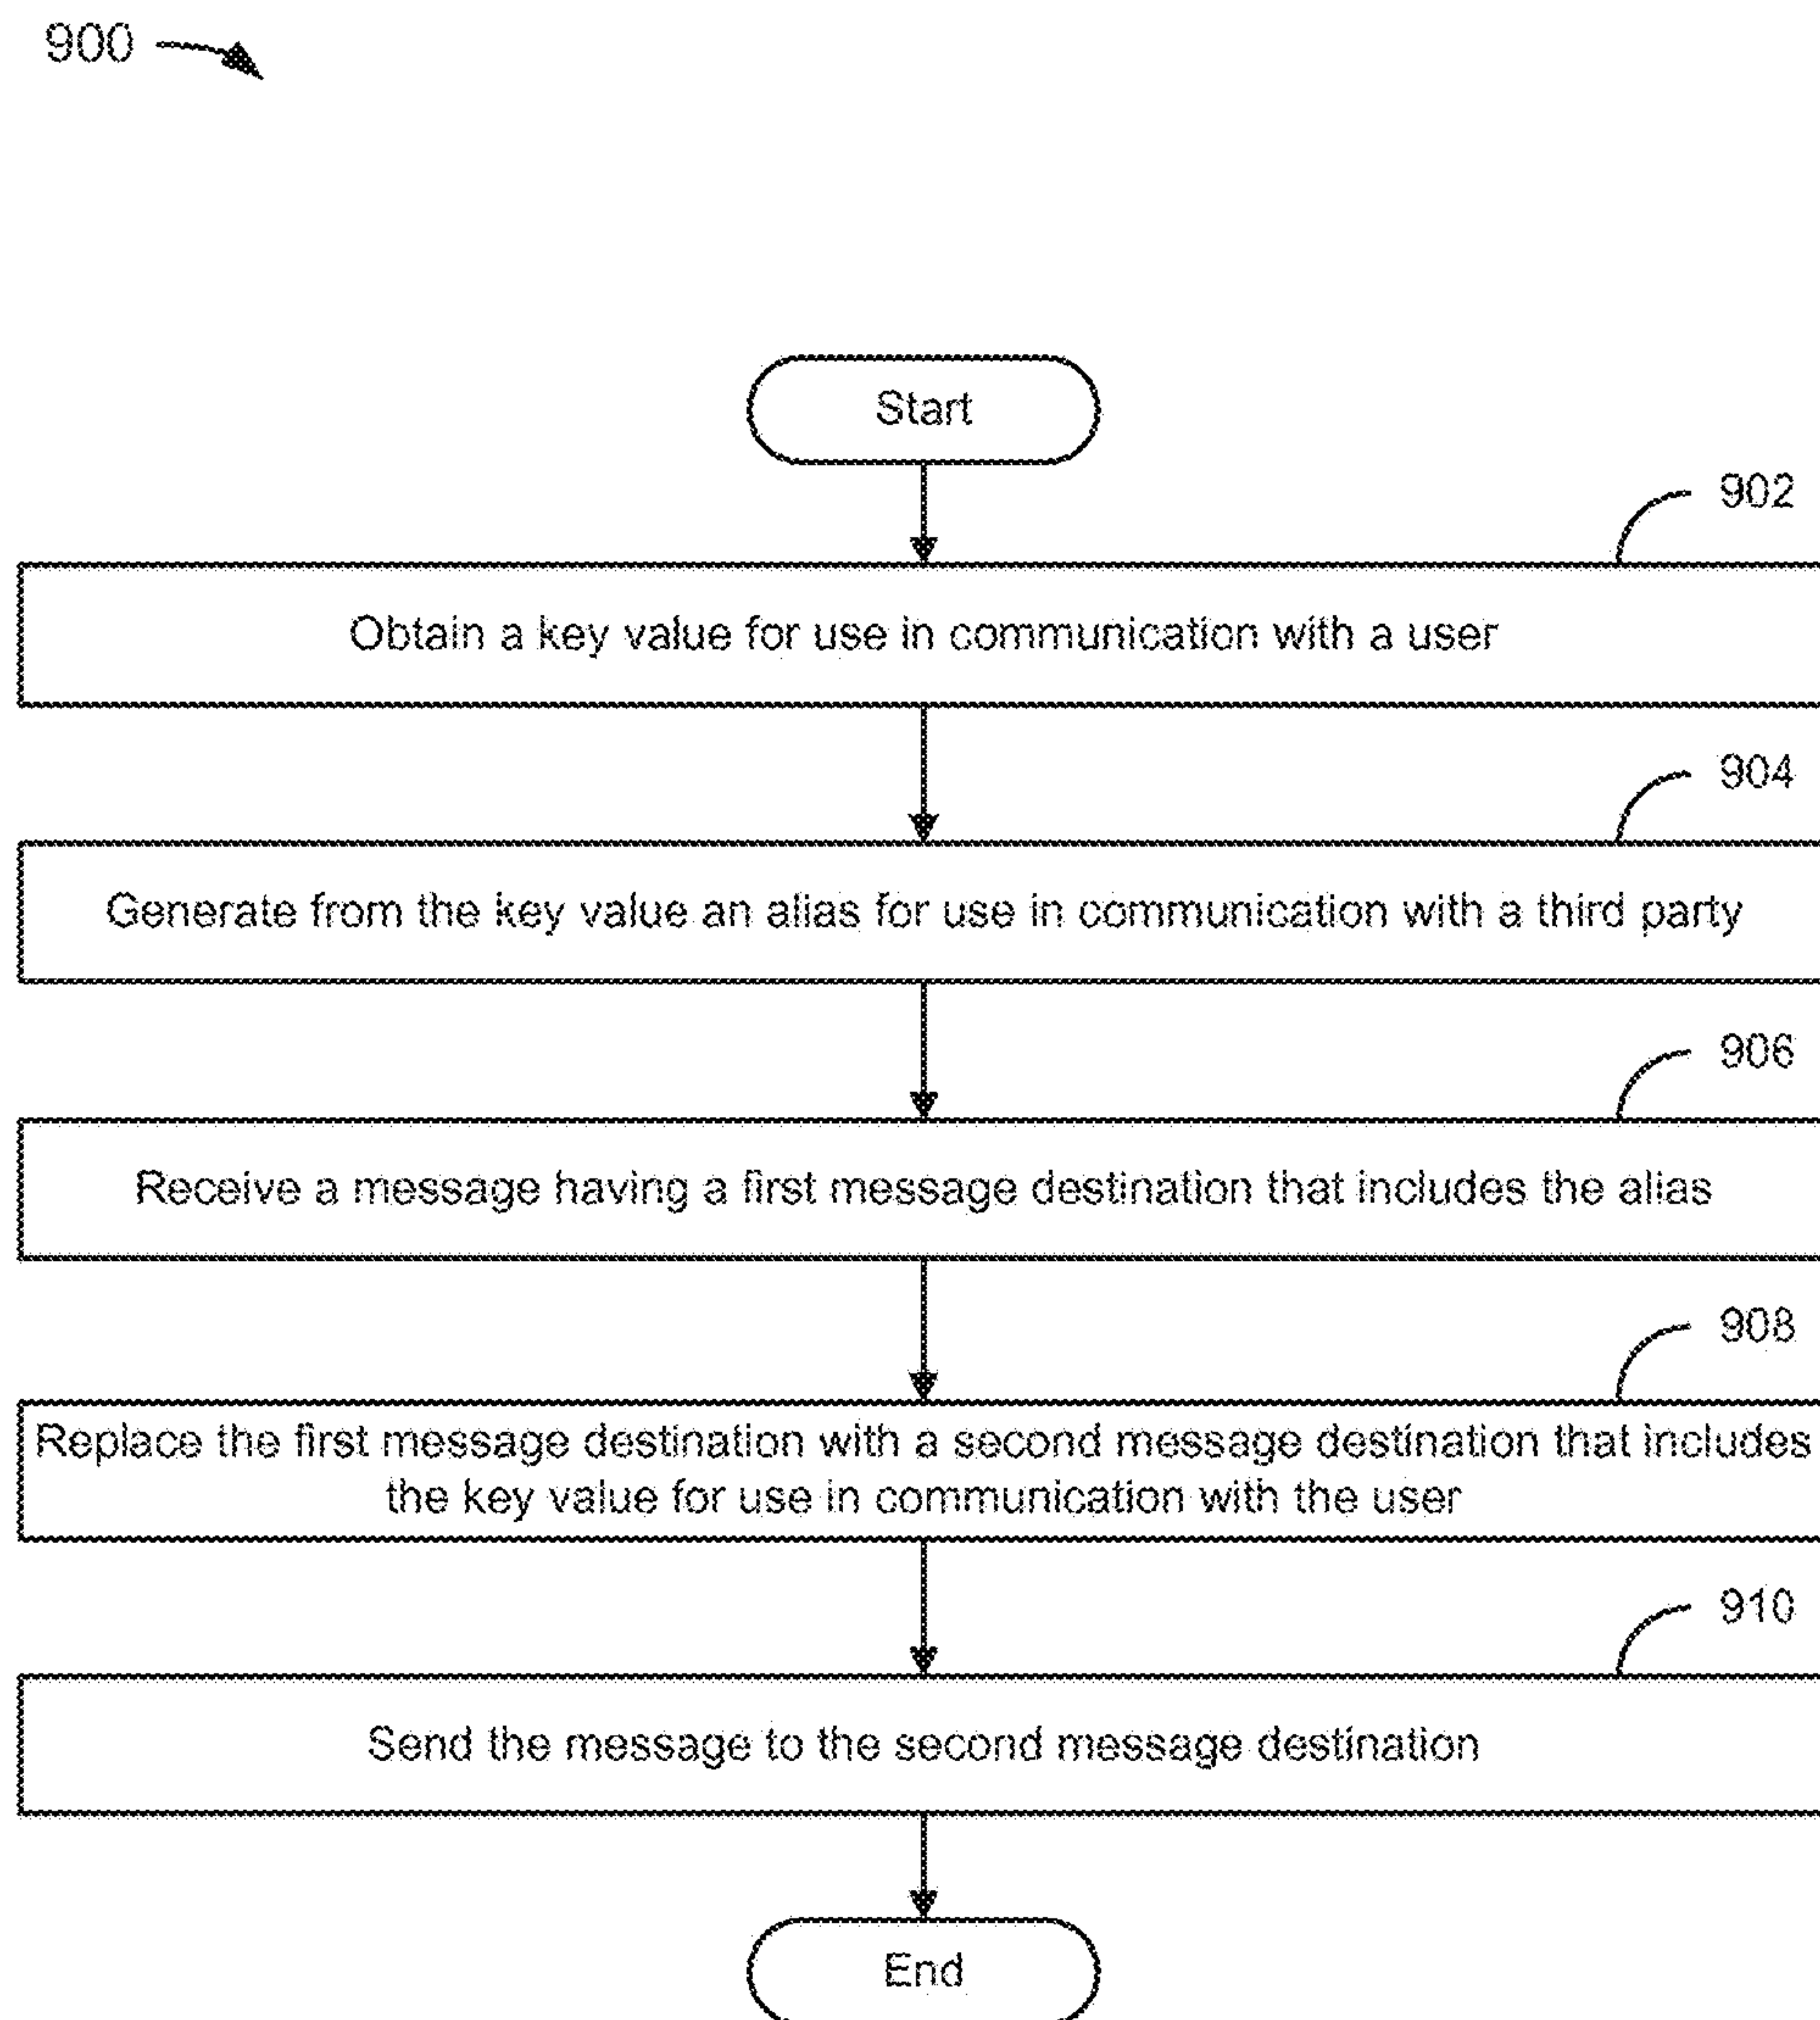 900
Start
902
Obtain a key value for use in communication with a user
904
Generate from the key value an alias for use in communication with a third party
906
Receive a message having a first message destination that includes the alias
908
Replace the first message destination with a second message destination that includes
the key value for use in communication with the user
910
Send the message to the second message destination
End